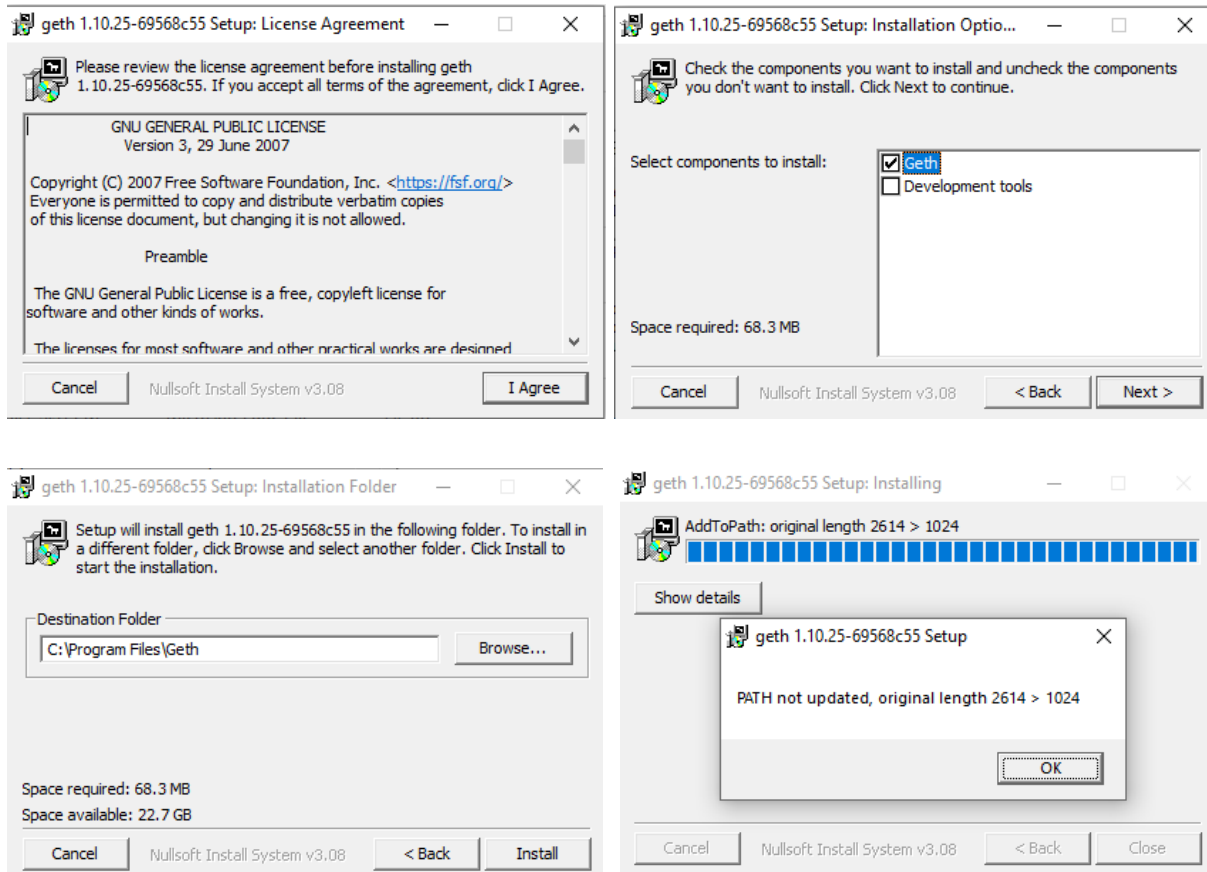 geth 1.10.25-69568c55 Setup: License Agreement
Please review the license agreement before installing geth
1.10.25-69568c55. If you accept all terms of the agreement, click I Agree.
GNU GENERAL PUBLIC LICENSE
Version 3, 29 June 2007
Copyright (C) 2007 Free Software Foundation, Inc. <https://fsf.org/>
Everyone is permitted to copy and distribute verbatim copies
of this license document, but changing it is not allowed.
Preamble
The GNU General Public License is a free, copyleft license for
software and other kinds of works.
The licenses for most software and other practical works are designed
Cancel
Nullsoft Install System v3.08
I Agree
geth 1.10.25-69568c55 Setup: Installation Optio...
Check the components you want to install and uncheck the components
you don't want to install. Click Next to continue.
Select components to install:
Geth
Development tools
Space required: 68.3 MB
Cancel
Nullsoft Install System v3.08
< Back
Next >
geth 1.10.25-69568c55 Setup: Installation Folder
Setup will install geth 1.10.25-69568c55 in the following folder. To install in
a different folder, click Browse and select another folder. Click Install to
start the installation.
Destination Folder
C:\Program Files\Geth
Browse...
Space required: 68.3 MB
Space available: 22.7 GB
Cancel
Nullsoft Install System v3.08
< Back
Install
geth 1.10.25-69568c55 Setup: Installing
AddToPath: original length 2614 > 1024
Show details
geth 1.10.25-69568c55 Setup
PATH not updated, original length 2614 > 1024
OK
Cancel
Nullsoft Install System v3.08
< Back
Close